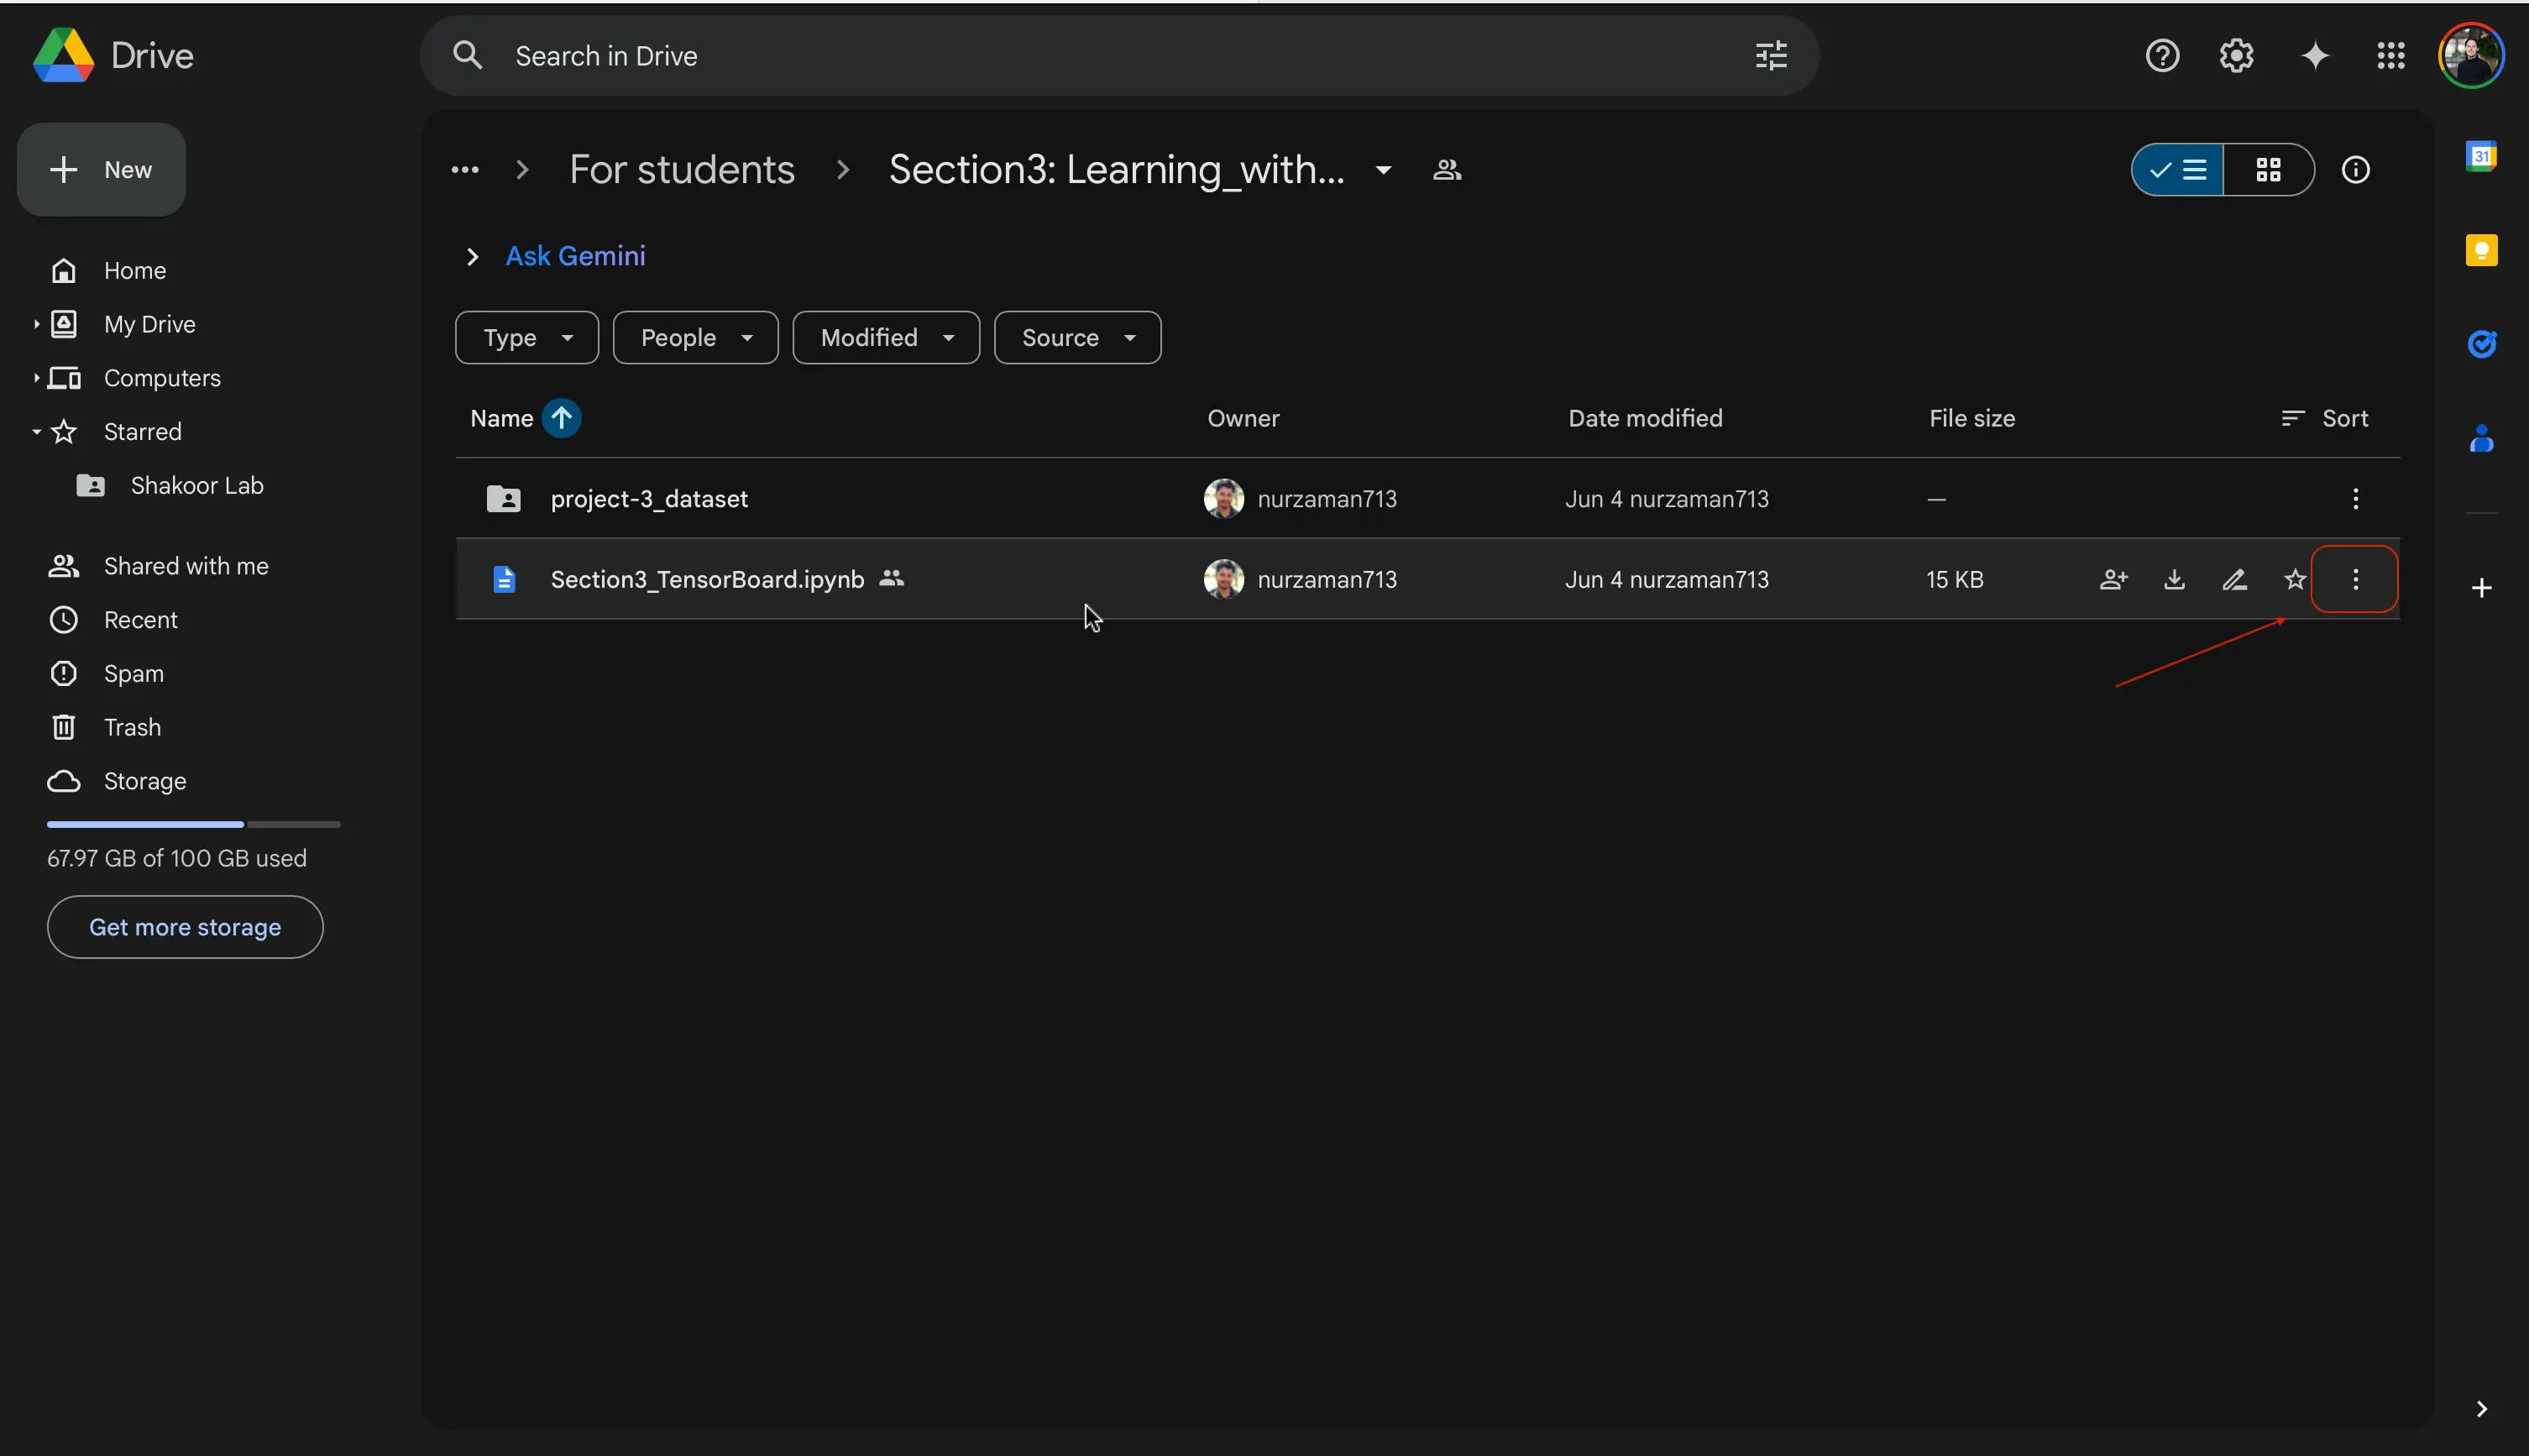 Drive
Search in Drive
New
Home
My Drive
Computers
Starred
Shakoor Lab
Shared with me
Recent
Spam
Trash
Storage
67.97 GB of 100 GB used
Get more storage
For students
Section3: Learning_with...
Ask Gemini
Type
People
Modified
Source
Name
Owner
Date modified
File size
Sort
project-3_dataset
nurzaman713
Jun 4 nurzaman713
—
Section3_TensorBoard.ipynb
nurzaman713
Jun 4 nurzaman713
15 KB
31